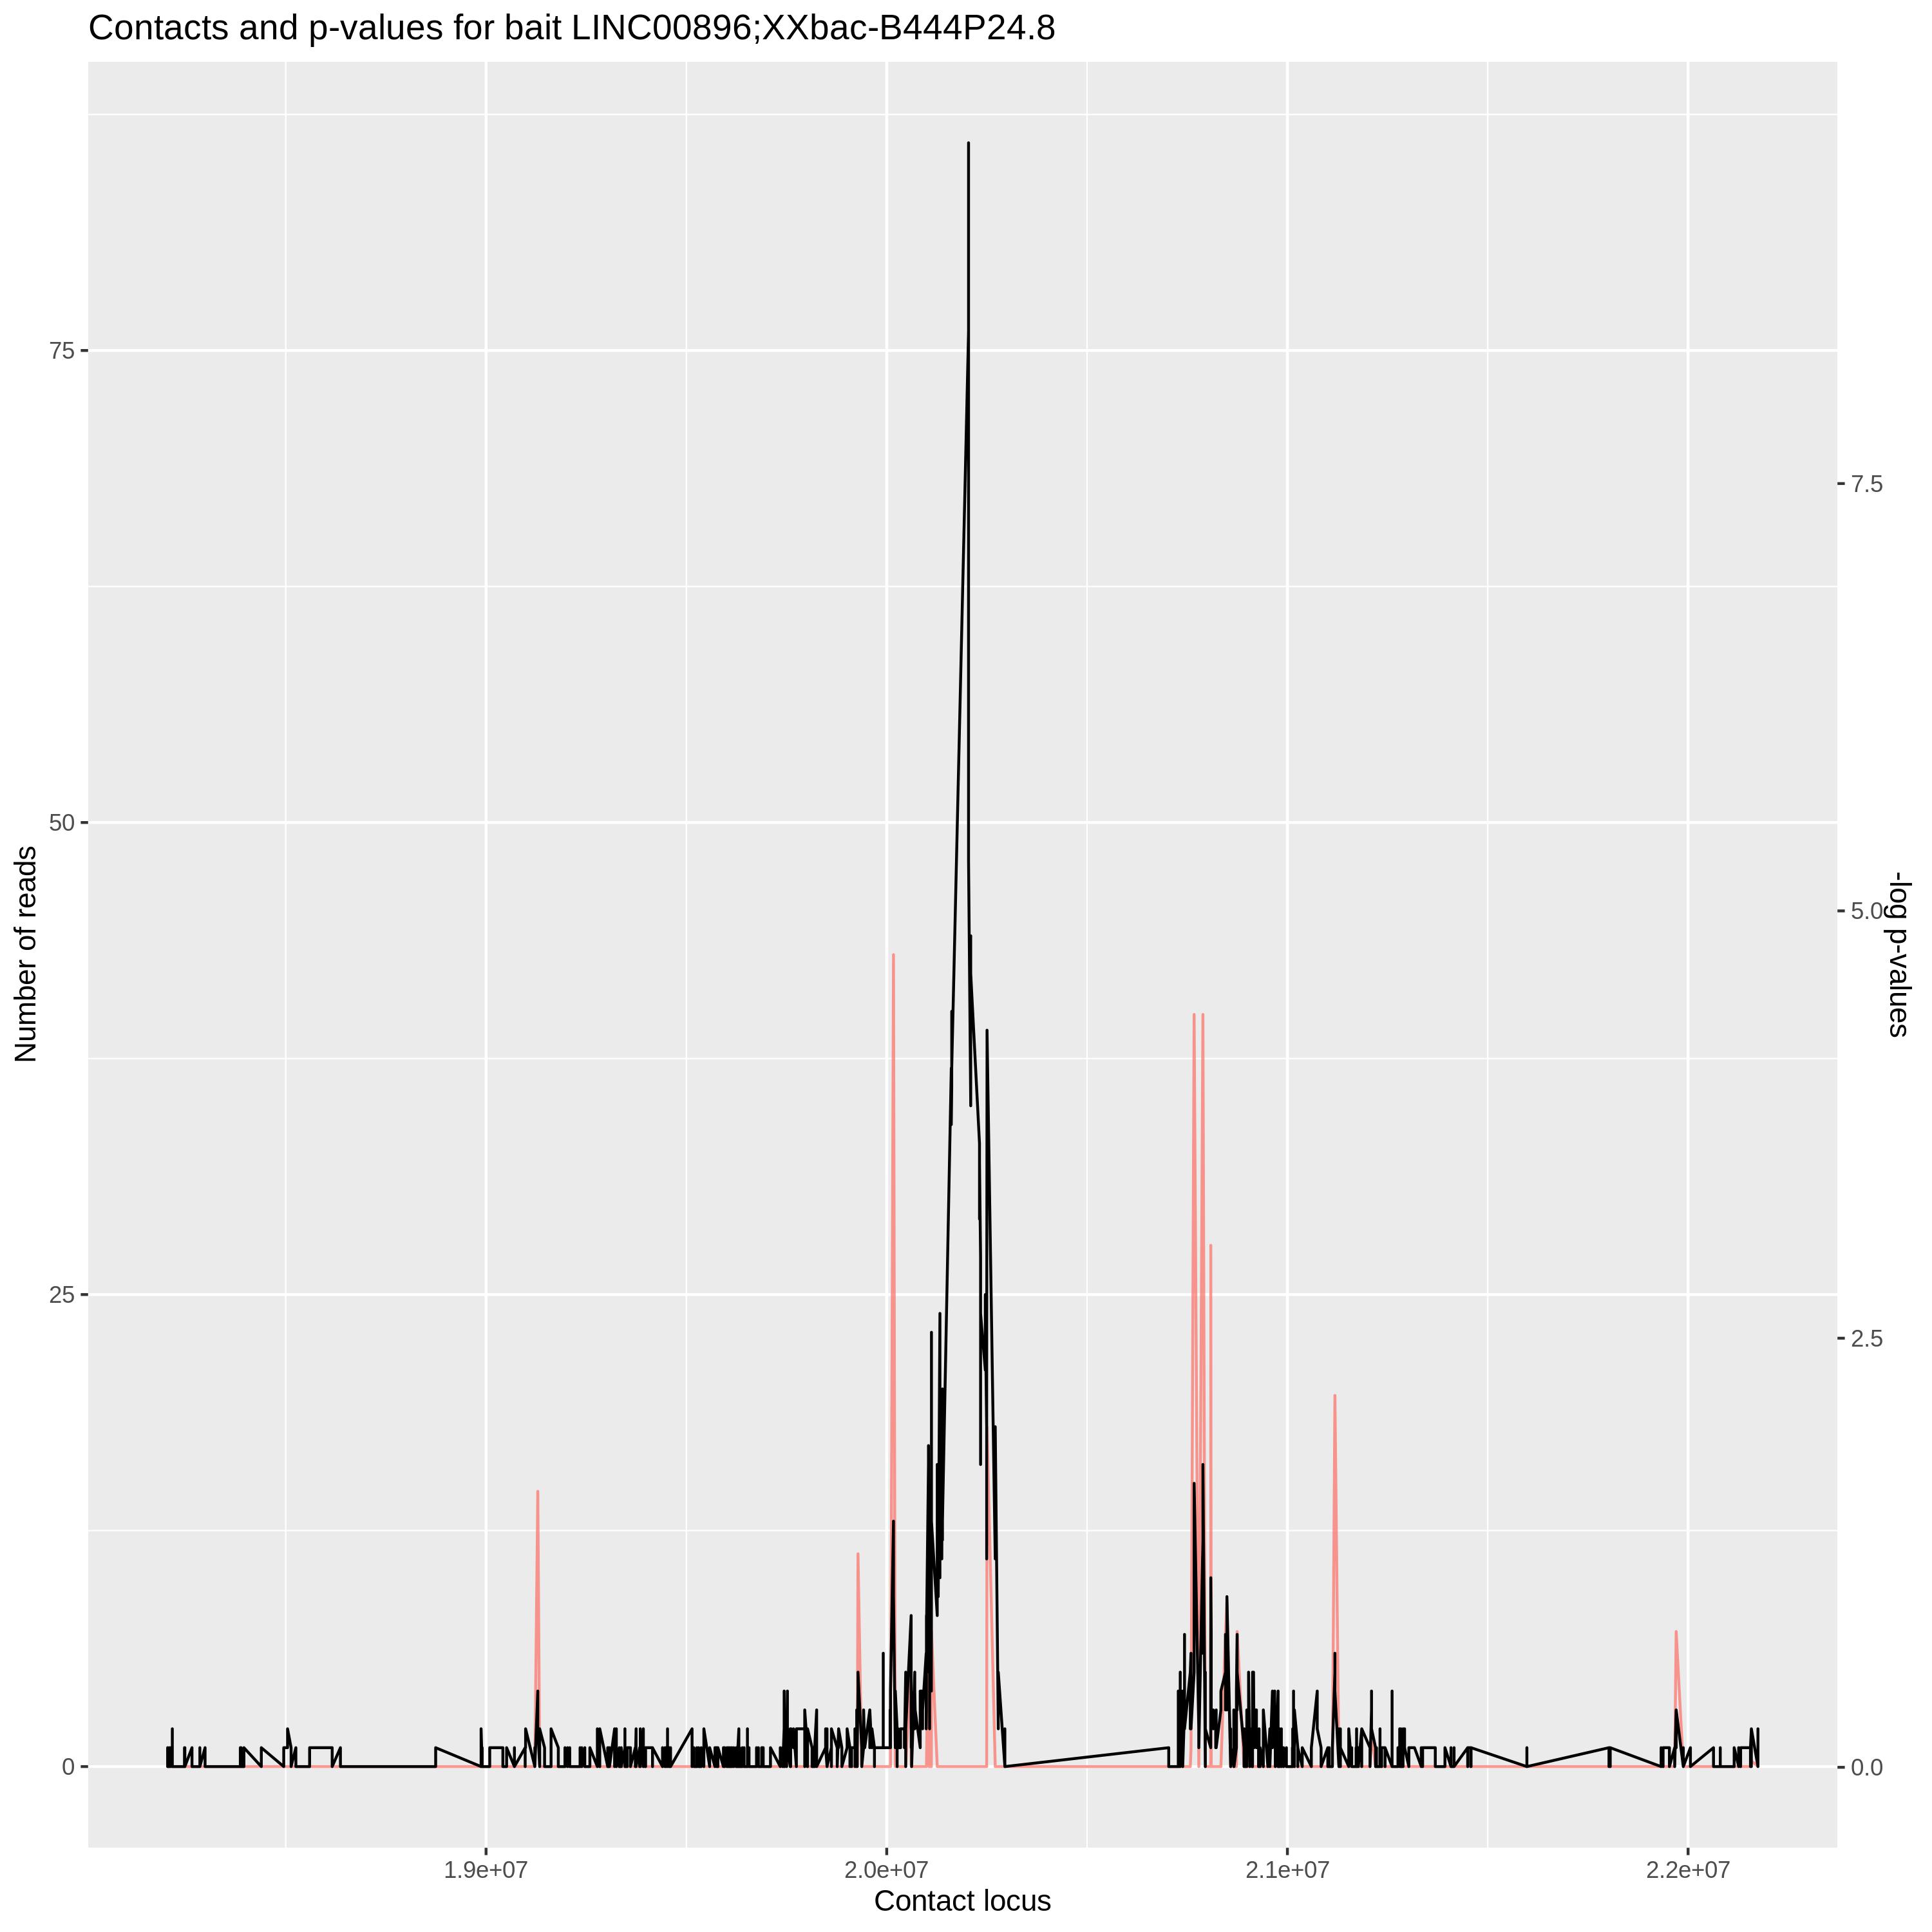 Contacts and p-values for bait LINC00896;XXbac-B444P24.8
75
50
25
0
Number of reads
7.5
5.0
2.5
0.0
-log p-values
1.9e+07
2.0e+07
2.1e+07
2.2e+07
Contact locus